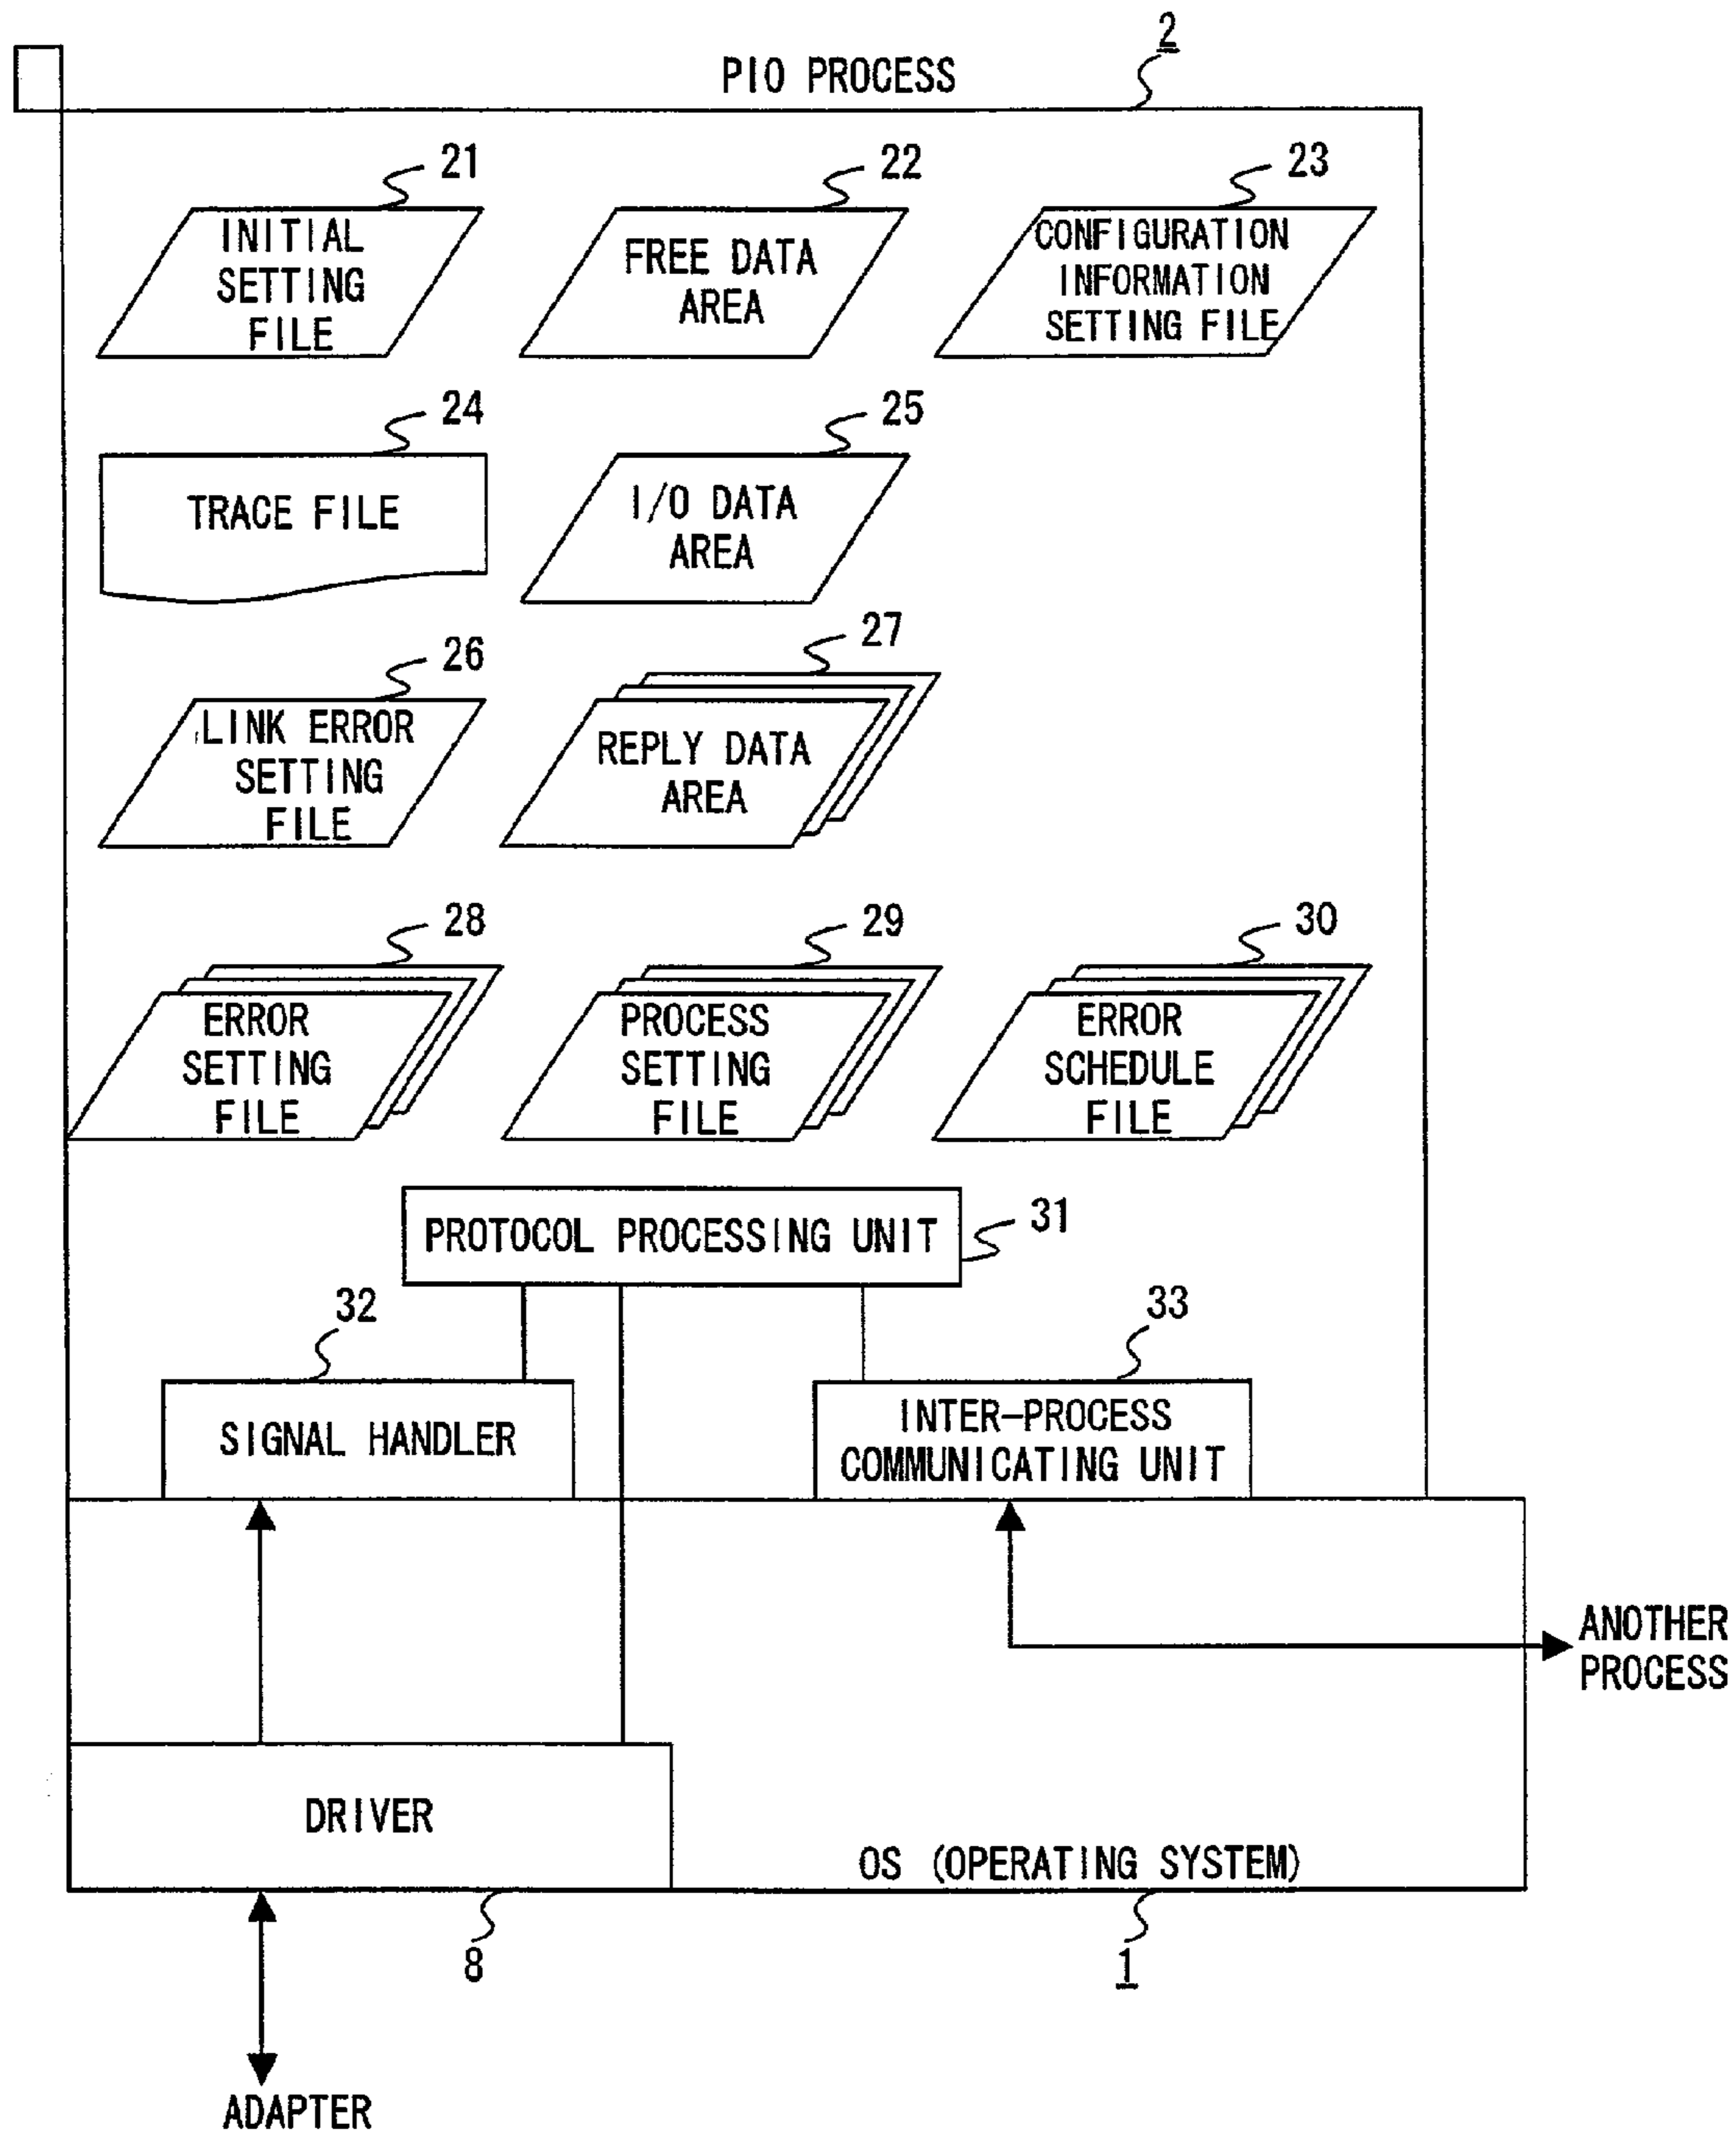 2
PIO PROCESS
21
INITIAL
SETTING
FILE
22
FREE DATA
AREA
23
CONFIGURATION
INFORMATION
SETTING FILE
24
TRACE FILE
25
I/O DATA
AREA
26
LINK ERROR
SETTING
FILE
27
REPLY DATA
AREA
28
ERROR
SETTING
FILE
29
PROCESS
SETTING
FILE
30
ERROR
SCHEDULE
FILE
PROTOCOL PROCESSING UNIT
31
32
SIGNAL HANDLER
33
INTER-PROCESS
COMMUNICATING UNIT
ANOTHER
PROCESS
DRIVER
OS (OPERATING SYSTEM)
8
1
ADAPTER